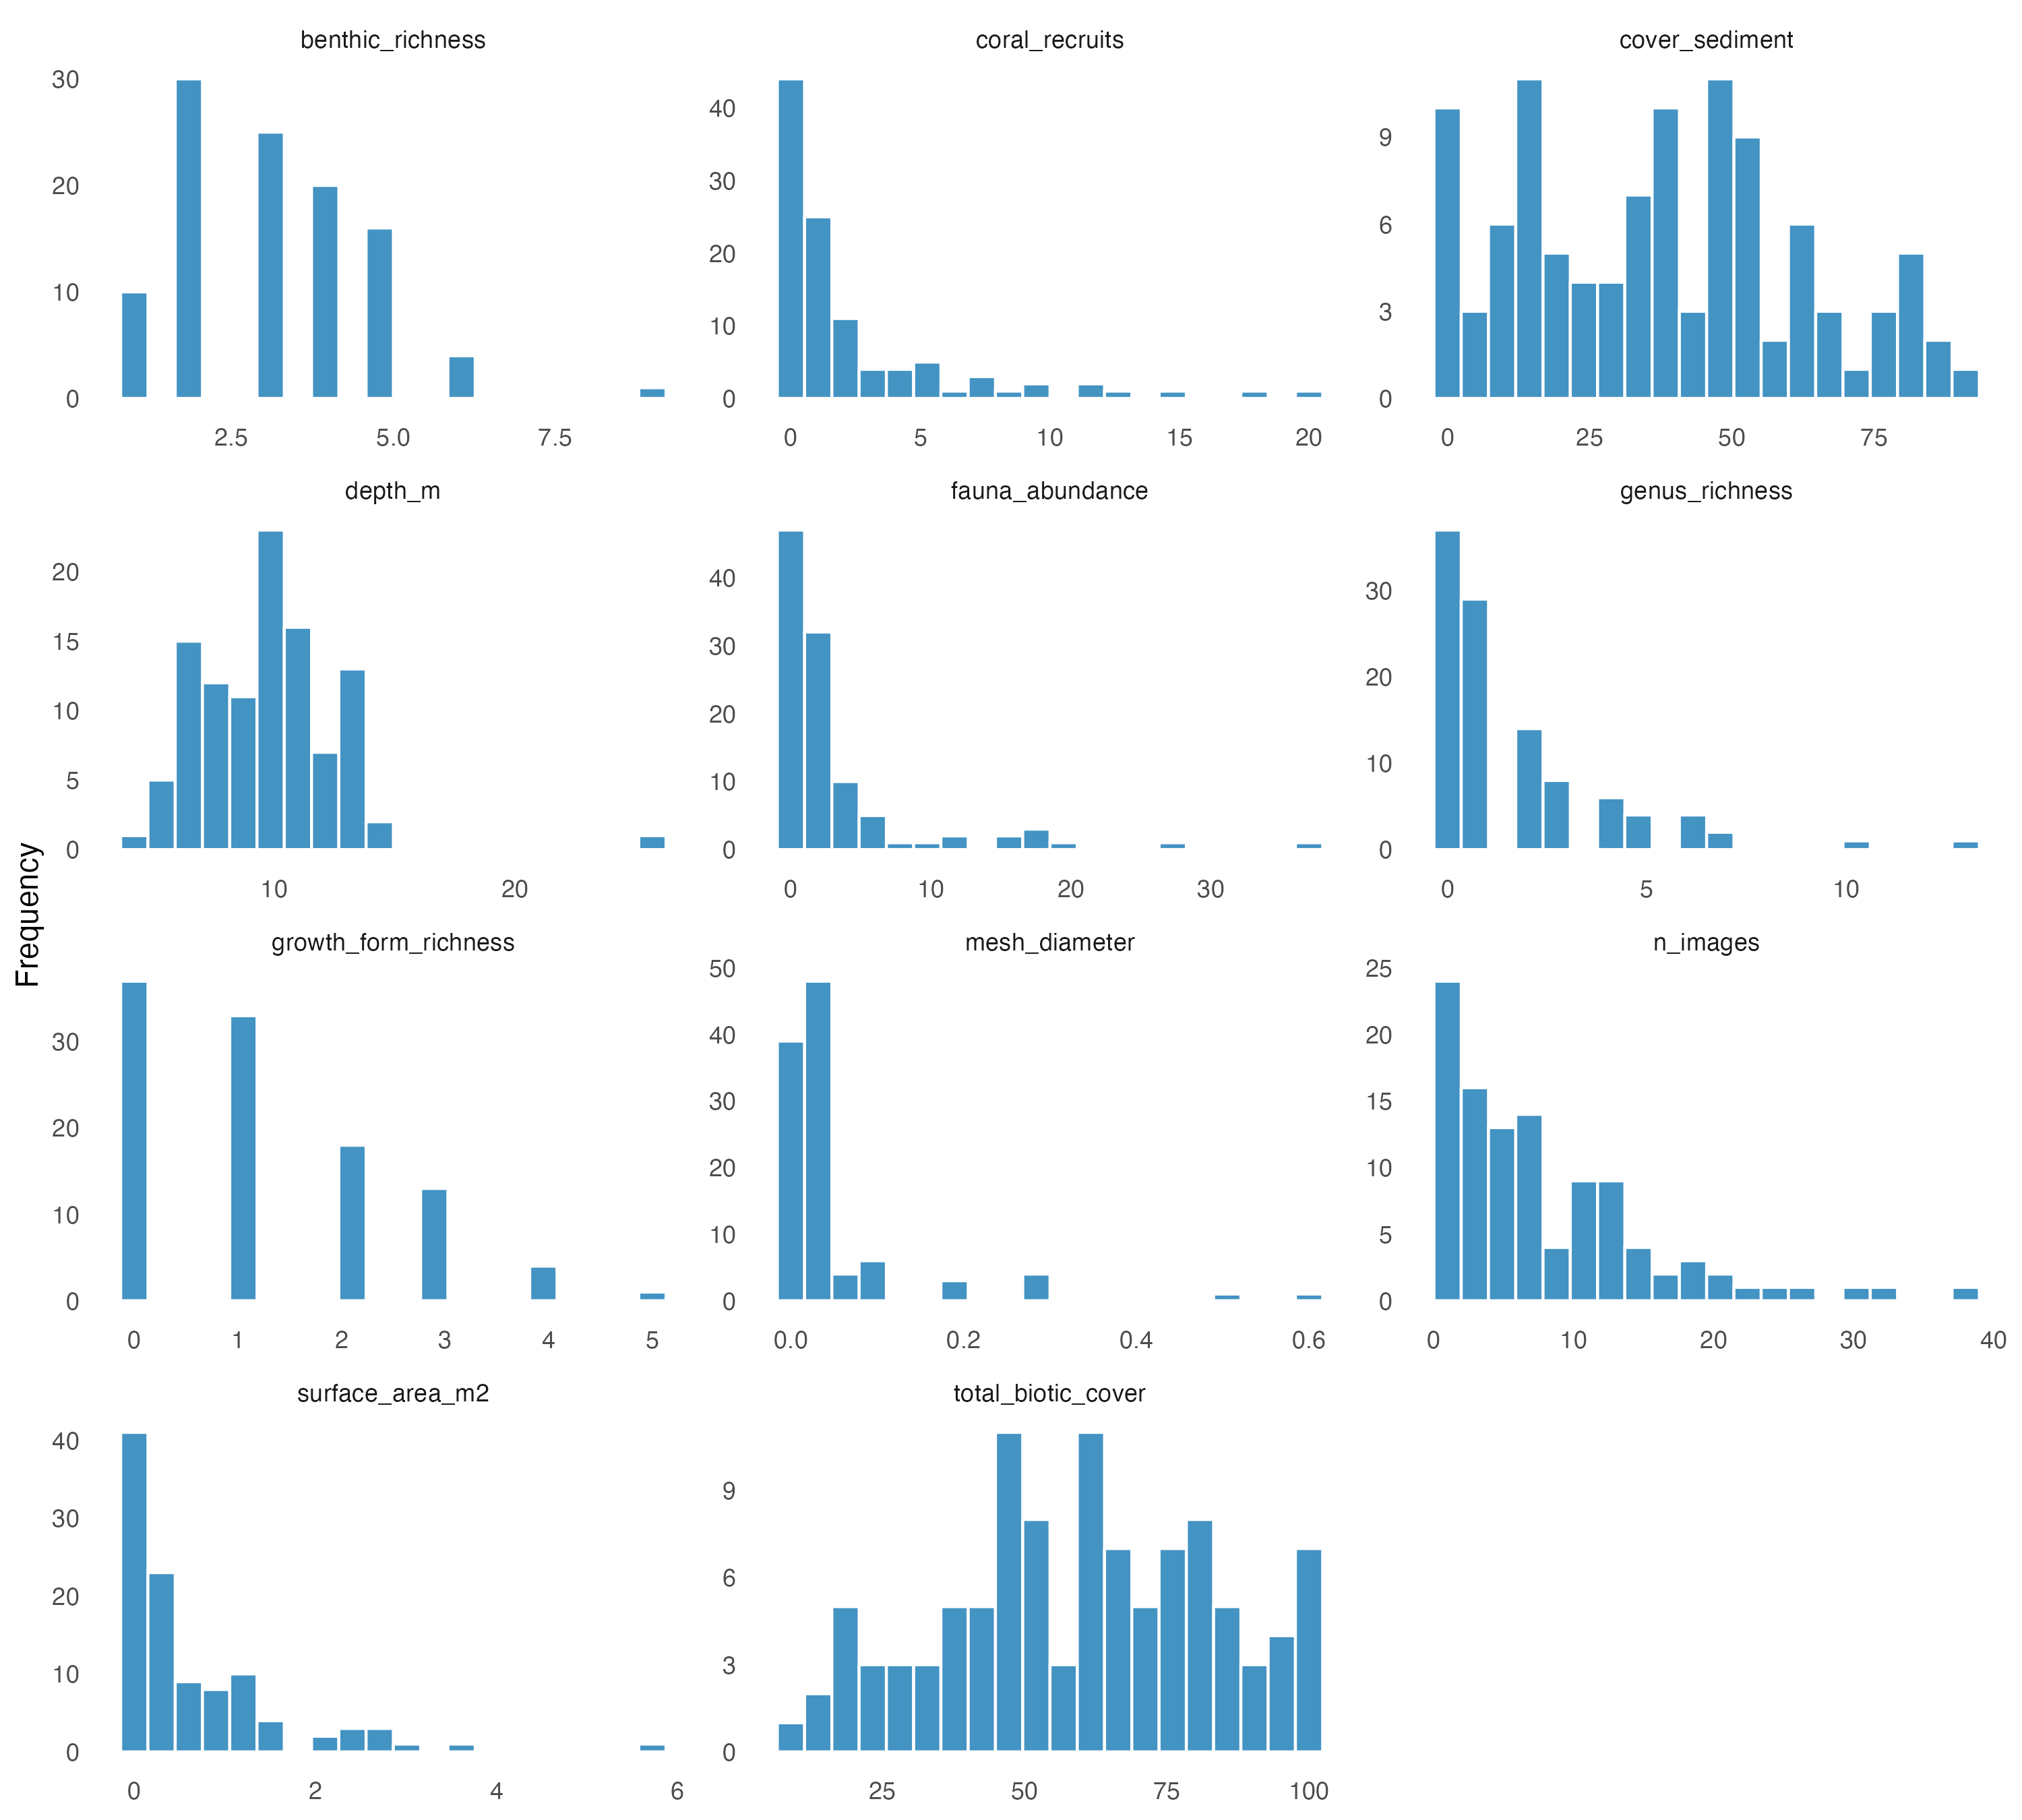 benthic_richness
coral_recruits
cover_sediment
30
20
10
0
2.5 5.0 7.5
40
30
20
10
0
0 5 10 15 20
9
6
3
0
0 25 50 75
depth_m
fauna_abundance
genus_richness
20
15
10
5
0
10 20
40
30
20
10
0
0 10 20 30
30
20
10
0
0 5 10
Frequency
growth_form_richness
mesh_diameter
n_images
30
20
10
0
0 1 2 3 4 5
50
40
30
20
10
0
0.0 0.2 0.4 0.6
25
20
15
10
5
0
0 10 20 30 40
surface_area_m2
total_biotic_cover
40
30
20
10
0
0 2 4 6
9
6
3
0
25 50 75 100